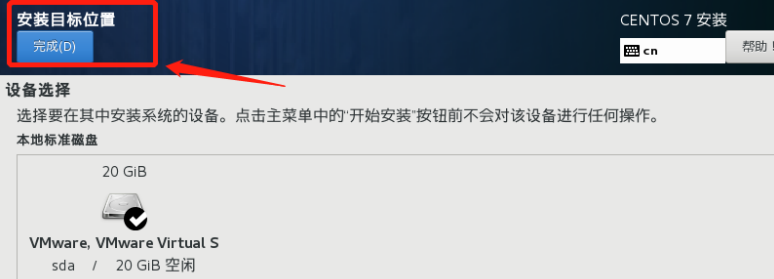 安装目标位置
CENTOS 7 安装
完成(D)
cn
帮助！
设备选择
选择要在其中安装系统的设备。点击主菜单中的"开始安装"按钮前不会对该设备进行任何操作。
本地标准磁盘
20 GiB
VMware, VMware Virtual S
sda / 20 GiB 空闲